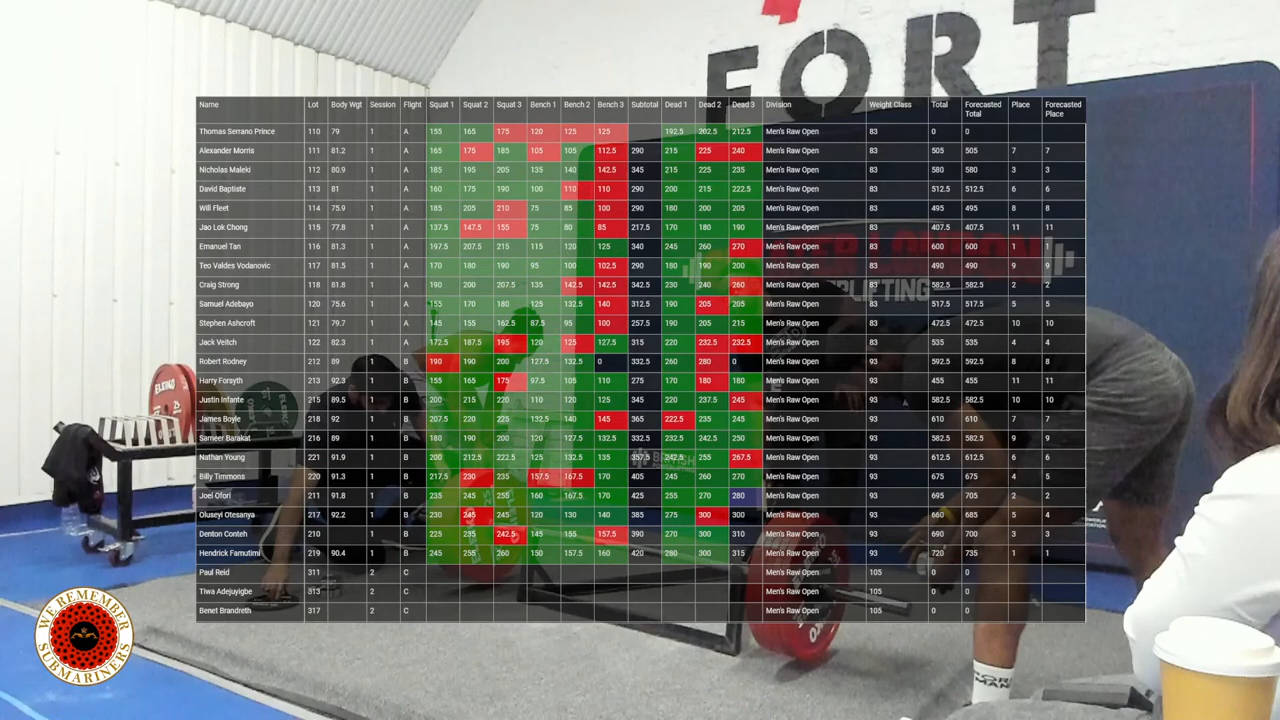 FORT
Name Lot Body Wgt Session Flight Squat 1 Squat 2 Squat 3 Bench 1 Bench 2 Bench 3 Subtotal Dead 1 Dead 2 Dead 3 Division Weight Class Total Forecasted Total Place Forecasted Place
Thomas Serrano Prince 110 79 1 A 155 165 175 120 125 125 192.5 202.5 212.5 Men's Raw Open 83 0 0
Alexander Morris 111 81.2 1 A 165 175 185 105 105 112.5 290 215 225 240 Men's Raw Open 83 505 505 7 7
Nicholas Maleki 112 80.9 1 A 185 195 205 135 140 142.5 345 215 225 235 Men's Raw Open 83 580 580 3 3
David Baptiste 113 81 1 A 160 175 190 100 110 110 290 200 215 222.5 Men's Raw Open 83 512.5 512.5 6 6
Will Fleet 114 75.9 1 A 185 205 210 75 85 100 290 180 200 205 Men's Raw Open 83 495 495 8 8
Jao Lok Chong 115 77.8 1 A 137.5 147.5 155 75 80 85 217.5 170 180 190 Men's Raw Open 83 407.5 407.5 11 11
Emanuel Tan 116 81.3 1 A 197.5 207.5 215 115 120 125 340 245 260 270 Men's Raw Open 83 600 600 1 1
Teo Valdes Vodanovic 117 81.5 1 A 170 180 190 95 100 102.5 290 180 190 200 Men's Raw Open 83 490 490 9 9
Craig Strong 118 81.8 1 A 190 200 207.5 135 142.5 142.5 342.5 230 240 260 Men's Raw Open 83 582.5 582.5 2 2
Samuel Adebayo 120 75.6 1 A 155 170 180 125 132.5 140 312.5 190 205 205 Men's Raw Open 83 517.5 517.5 5 5
Stephen Ashcroft 121 79.7 1 A 145 155 162.5 87.5 95 100 257.5 190 205 215 Men's Raw Open 83 472.5 472.5 10 10
Jack Veitch 122 82.3 1 A 172.5 187.5 195 120 125 127.5 315 220 232.5 232.5 Men's Raw Open 83 535 535 4 4
Robert Rodney 212 89 1 B 190 190 200 127.5 132.5 0 332.5 260 280 0 Men's Raw Open 93 592.5 592.5 8 8
Harry Forsyth 213 92.3 1 B 155 165 175 97.5 105 110 275 170 180 180 Men's Raw Open 93 455 455 11 11
Justin Infante 215 89.5 1 B 200 215 220 110 120 125 345 220 237.5 245 Men's Raw Open 93 582.5 582.5 10 10
James Boyle 218 92 1 B 207.5 220 225 132.5 140 145 365 222.5 235 245 Men's Raw Open 93 610 610 7 7
Sameer Barakat 216 89 1 B 180 190 200 120 127.5 132.5 332.5 232.5 242.5 250 Men's Raw Open 93 582.5 582.5 9 9
Nathan Young 221 91.9 1 B 200 212.5 222.5 125 132.5 135 357.5 242.5 255 267.5 Men's Raw Open 93 612.5 612.5 6 6
Billy Timmons 220 91.3 1 B 217.5 230 235 157.5 167.5 170 405 245 260 270 Men's Raw Open 93 675 675 4 5
Joel Ofori 211 91.8 1 B 235 245 255 160 167.5 170 425 255 270 280 Men's Raw Open 93 695 705 2 2
Oluseyi Otesanya 217 92.2 1 B 230 245 245 120 130 140 385 275 300 300 Men's Raw Open 93 660 685 5 4
Denton Conteh 210 1 B 225 235 242.5 145 155 157.5 390 270 300 310 Men's Raw Open 93 690 700 3 3
Hendrick Famutimi 219 90.4 1 B 245 255 260 150 157.5 160 420 280 300 315 Men's Raw Open 93 720 735 1 1
Paul Reid 311 2 C Men's Raw Open 105 0 0
Tiwa Adejuyigbe 313 2 C Men's Raw Open 105 0 0
Benet Brandreth 317 2 C Men's Raw Open 105 0 0
ELEIKO
WE REMEMBER
SUBMARINERS